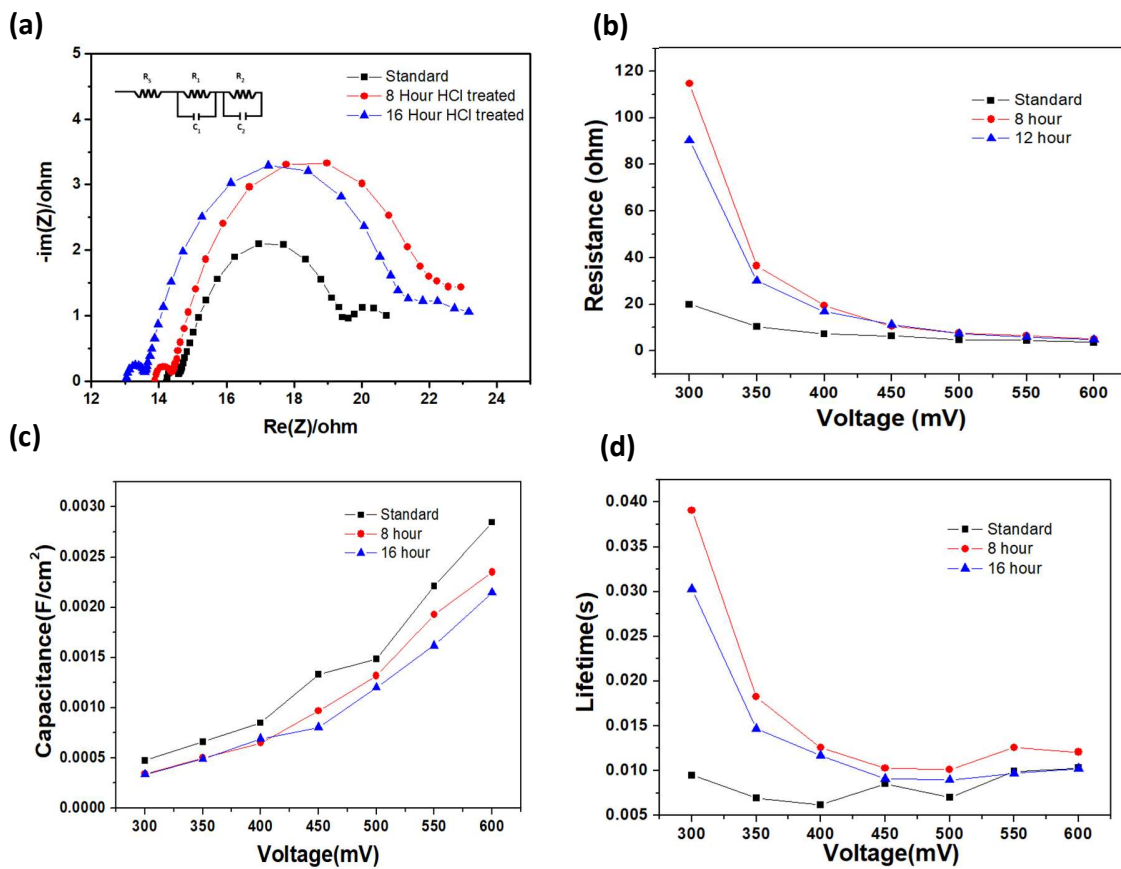 (a)
5
4
3
2
1
0
-im(Z)/ohm
12 14 16 18 20 22 24
Re(Z)/ohm
Rs R1 R2
C1 C2
Standard
8 Hour HCl treated
16 Hour HCl treated
(b)
120
100
80
60
40
20
0
Resistance (ohm)
300 350 400 450 500 550 600
Voltage (mV)
Standard
8 hour
12 hour
(c)
0.0030
0.0025
0.0020
0.0015
0.0010
0.0005
0.0000
Capacitance(F/cm²)
300 350 400 450 500 550 600
Voltage(mV)
Standard
8 hour
16 hour
(d)
0.040
0.035
0.030
0.025
0.020
0.015
0.010
0.005
Lifetime(s)
300 350 400 450 500 550 600
Voltage(mV)
Standard
8 hour
16 hour